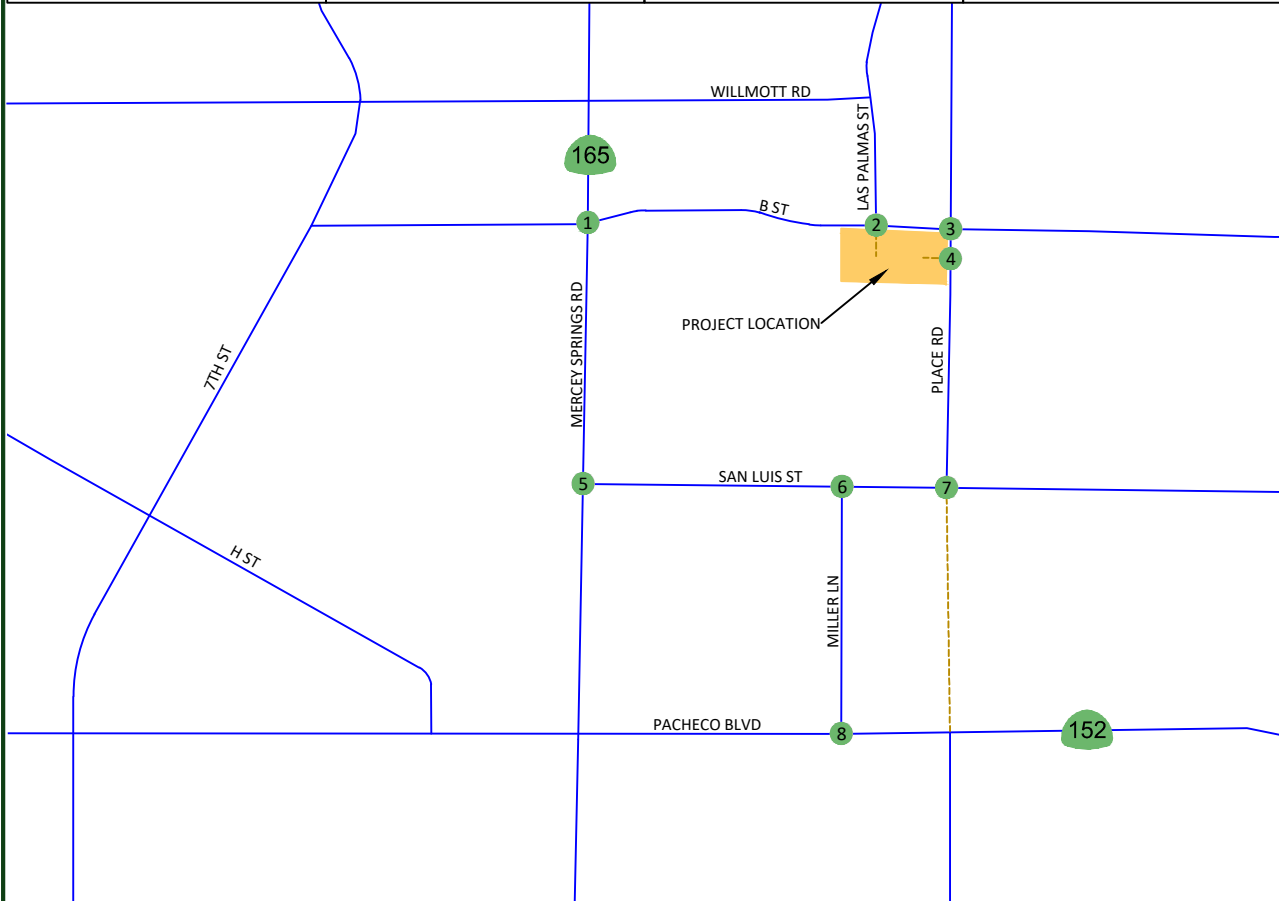 WILLMOTT RD
LAS PALMAS ST
165
B ST
1
2
3
4
MERCEY SPRINGS RD
PROJECT LOCATION
PLACE RD
7TH ST
SAN LUIS ST
5
6
7
H ST
MILLER LN
PACHECO BLVD
8
152